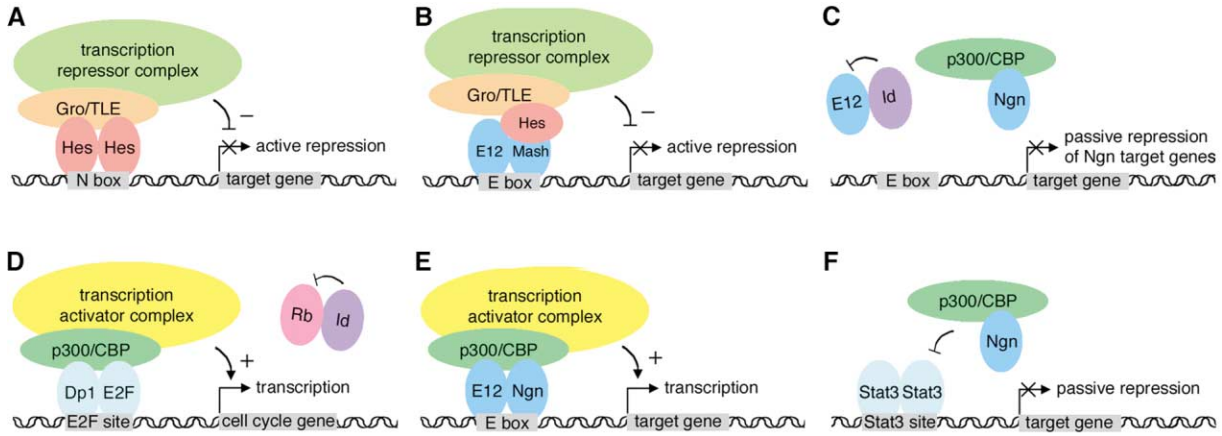 A
transcription
repressor complex
Gro/TLE
Hes Hes
−
active repression
N box
target gene
B
transcription
repressor complex
Gro/TLE
Hes
E12 Mash
−
active repression
E box
target gene
C
p300/CBP
E12
Id
Ngn
passive repression
of Ngn target genes
E box
target gene
D
transcription
activator complex
Rb
Id
p300/CBP
+
Dp1 E2F
transcription
E2F site
cell cycle gene
E
transcription
activator complex
p300/CBP
+
E12 Ngn
transcription
E box
target gene
F
p300/CBP
Ngn
Stat3 Stat3
passive repression
Stat3 site
target gene